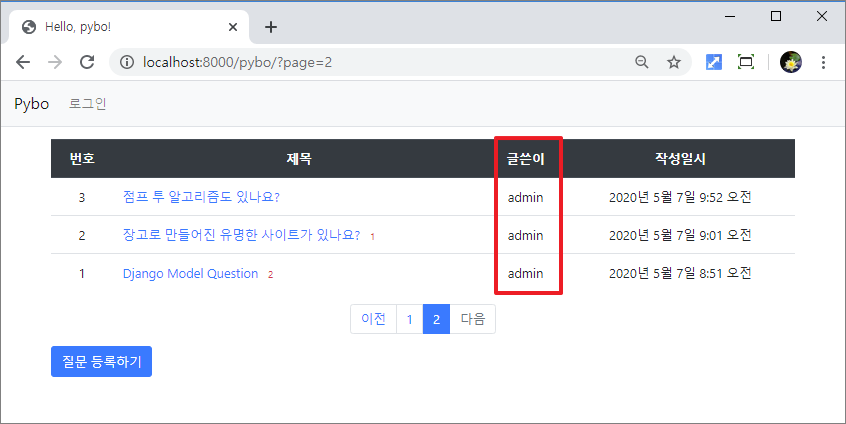 Hello, pybo!
localhost:8000/pybo/?page=2
Pybo 로그인
번호 제목 글쓴이 작성일시
3 점프 투 알고리즘도 있나요? admin 2020년 5월 7일 9:52 오전
2 장고로 만들어진 유명한 사이트가 있나요? 1 admin 2020년 5월 7일 9:01 오전
1 Django Model Question 2 admin 2020년 5월 7일 8:51 오전
이전 1 2 다음
질문 등록하기